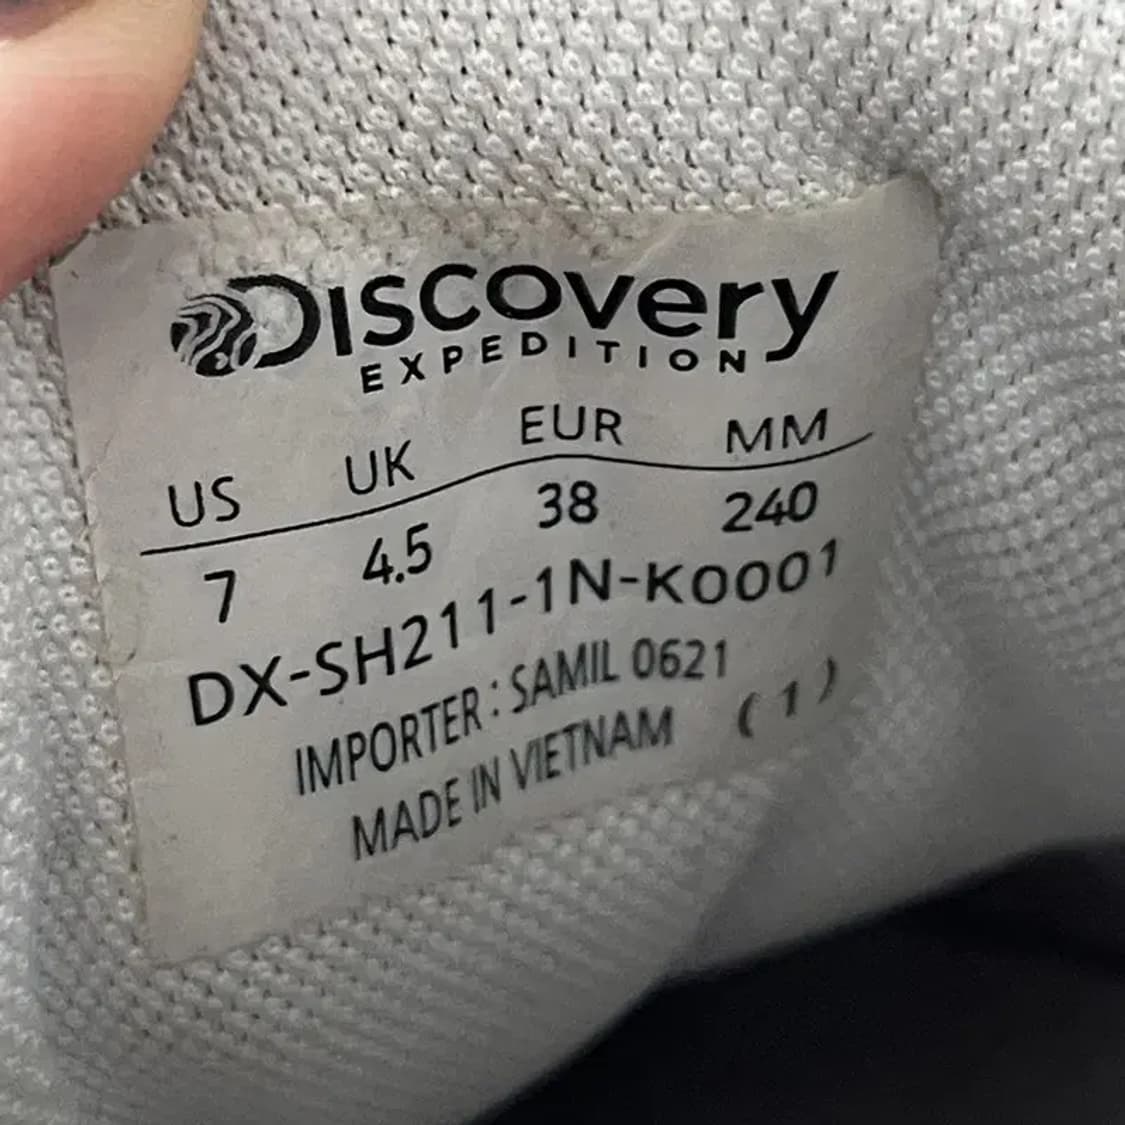 DISCOVERY
EXPEDITION
US UK EUR MM
7 4.5 38 240
DX-SH211-1N-K0001
IMPORTER : SAMIL 0621
MADE IN VIETNAM (1)